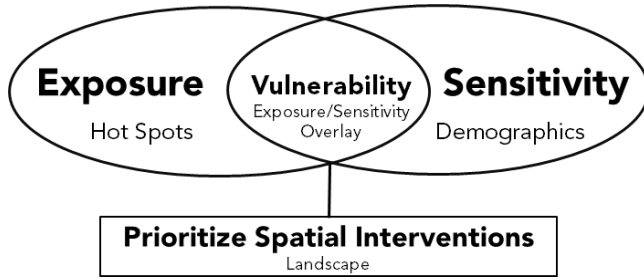 Exposure
Hot Spots
Vulnerability
Exposure/Sensitivity
Overlay
Sensitivity
Demographics
Prioritize Spatial Interventions
Landscape